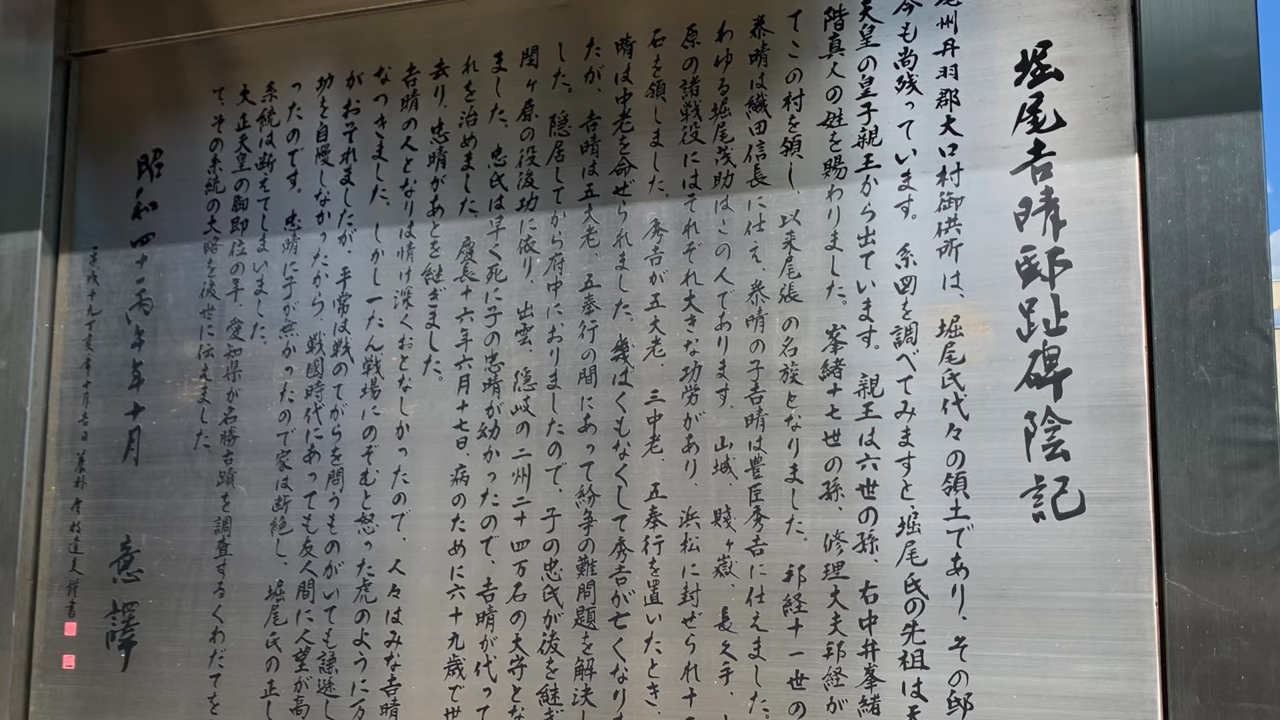 堀尾吉晴邸趾碑陰記
尾州丹羽郡大口村御供所は、堀尾氏代々の領土であり、その邸
今も尚残っています。系図を調べてみますと、堀尾氏の先祖は天
天皇の皇子親王から出ています。親王は六世の孫、右中弁峯緒
階真人の姓を賜わりました。峯緒十七世の孫、修理大夫邦経が
てこの村を領し、以来尾張の名族となりました。邦経十一世の
泰晴は織田信長に仕え、泰晴の子吉晴は豊臣秀吉に仕えました。
わゆる堀尾茂助はこの人であります。山城、賤ヶ嶽、長久手、
原の諸戦役にはそれぞれ大きな功労があり、浜松に封ぜられ十二
石を領しました。秀吉が五大老、三中老、五奉行を置いたとき、
晴は中老を命ぜられました。幾ばくもなくして秀吉が亡くなりま
たが、吉晴は五大老、五奉行の間にあって紛争の難問題を解決し
した。隠居してから府中におりましたので、子の忠氏が後を継ぎ
関ヶ原の役後功に依り、出雲、隠岐の二州二十四万石の大守とな
ました。忠氏は早く死に子の忠晴が幼かったので、吉晴が代って
れを治めました。慶長十六年六月十七日、病のために六十九歳で世
去り、忠晴があとを継ぎました。
吉晴の人となりは情け深くおとなしかったので、人々はみな吉晴
なつきました。しかし一たん戦場にのぞむと怒った虎のように万
がおそれましたが、平常は戦のてがらを問うものがいても謙遜し
功を自慢しなかったから、戦国時代にあっても友人間に人望が高
ったのです。忠晴に子が無かったので家は断絶し、堀尾氏の正し
系統は断えてしまいました。
大正天皇の御即位の年、愛知県が名勝古蹟を調査するくわだてを
て、その系統の大略を後世に伝えました
昭和四十一丙午年十月 意譯
平成十九丁亥年十月吉日